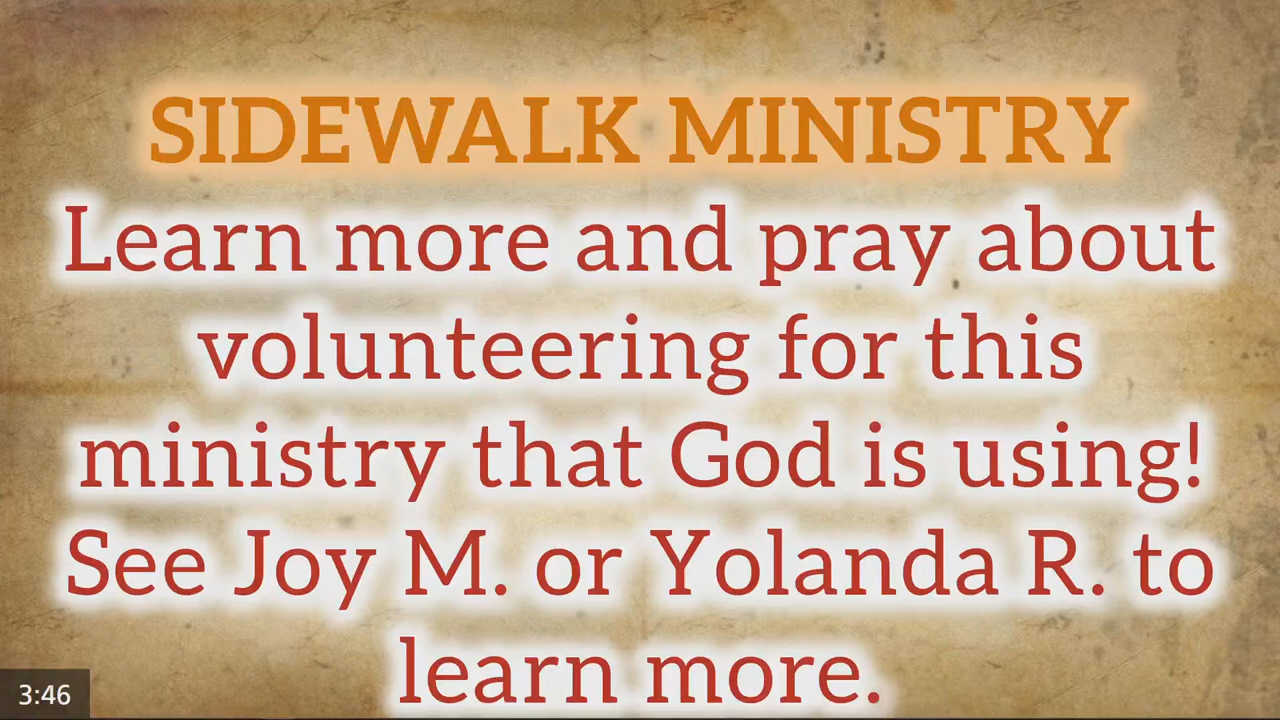 SIDEWALK MINISTRY
Learn more and pray about
volunteering for this
ministry that God is using!
See Joy M. or Yolanda R. to
learn more.
3:46